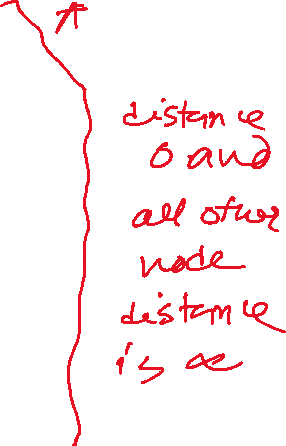 distance
0 and
all other
node
distance
is ∞